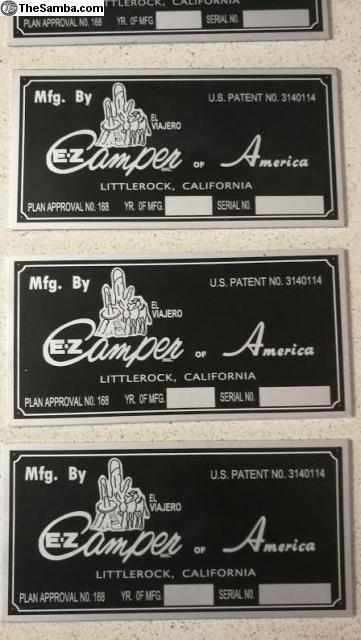 TheSamba.com
LITTLEROCK, CALIFORNIA
PLAN APPROVAL NO. 168 YR. OF MFG. SERIAL NO.
Mfg. By U.S. PATENT NO. 3140114
EL
VIAJERO
E-Z Camper INC. OF America
LITTLEROCK, CALIFORNIA
PLAN APPROVAL NO. 168 YR. OF MFG. SERIAL NO.
Mfg. By U.S. PATENT NO. 3140114
EL
VIAJERO
E-Z Camper INC. OF America
LITTLEROCK, CALIFORNIA
PLAN APPROVAL NO. 168 YR. OF MFG. SERIAL NO.
Mfg. By U.S. PATENT NO. 3140114
EL
VIAJERO
E-Z Camper INC. OF America
LITTLEROCK, CALIFORNIA
PLAN APPROVAL NO. 168 YR. OF MFG. SERIAL NO.